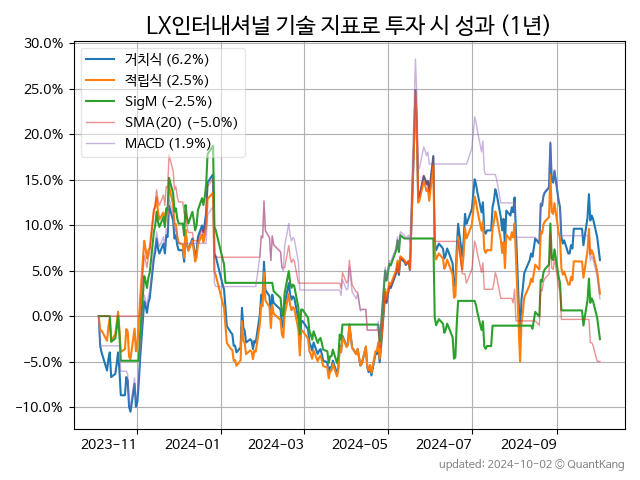 LX인터내셔널 기술 지표로 투자 시 성과 (1년)
30.0%
25.0%
20.0%
15.0%
10.0%
5.0%
0.0%
−5.0%
−10.0%
거치식 (6.2%)
적립식 (2.5%)
SigM (−2.5%)
SMA(20) (−5.0%)
MACD (1.9%)
2023-11 2024-01 2024-03 2024-05 2024-07 2024-09
updated: 2024-10-02 © QuantKang